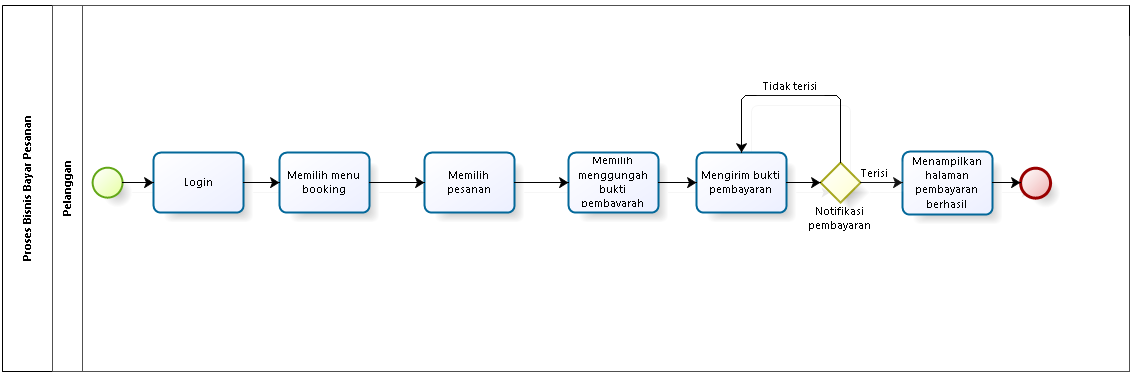 Proses Bisnis Bayar Pesanan
Pelanggan
Login
Memilih menu
booking
Memilih
pesanan
Memilih
menggungah
bukti
pembayarah
Mengirim bukti
pembayaran
Tidak terisi
Notifikasi
pembayaran
Terisi
Menampilkan
halaman
pembayaran
berhasil